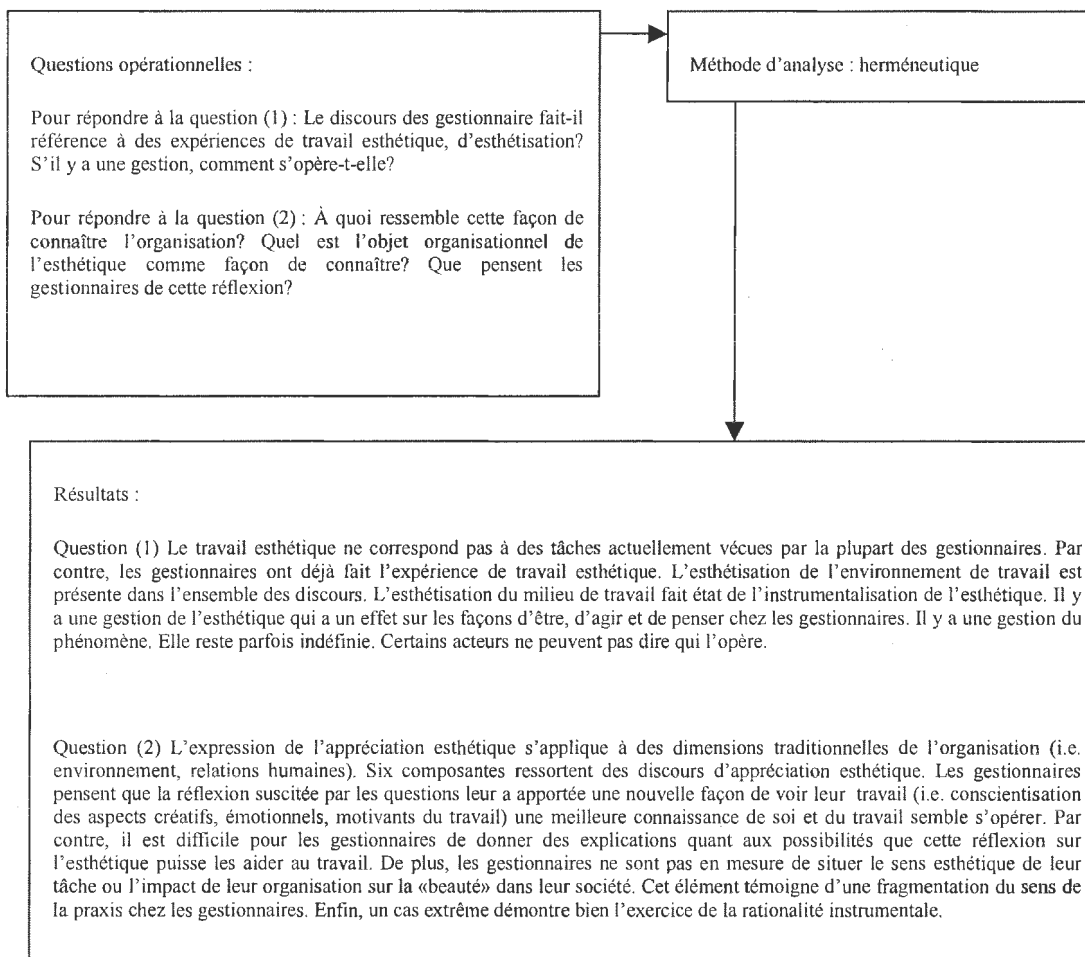 Questions opérationnelles :
Pour répondre à la question (1) : Le discours des gestionnaire fait-il
référence à des expériences de travail esthétique, d'esthétisation?
S'il y a une gestion, comment s'opère-t-elle?
Pour répondre à la question (2) : À quoi ressemble cette façon de
connaître l'organisation? Quel est l'objet organisationnel de
l'esthétique comme façon de connaître? Que pensent les
gestionnaires de cette réflexion?
Méthode d'analyse : herméneutique
Résultats :
Question (1) Le travail esthétique ne correspond pas à des tâches actuellement vécues par la plupart des gestionnaires. Par
contre, les gestionnaires ont déjà fait l'expérience de travail esthétique. L'esthétisation de l'environnement de travail est
présente dans l'ensemble des discours. L'esthétisation du milieu de travail fait état de l'instrumentalisation de l'esthétique. Il y
a une gestion de l'esthétique qui a un effet sur les façons d'être, d'agir et de penser chez les gestionnaires. Il y a une gestion du
phénomène. Elle reste parfois indéfinie. Certains acteurs ne peuvent pas dire qui l'opère.
Question (2) L'expression de l'appréciation esthétique s'applique à des dimensions traditionnelles de l'organisation (i.e.
environnement, relations humaines). Six composantes ressortent des discours d'appréciation esthétique. Les gestionnaires
pensent que la réflexion suscitée par les questions leur a apportée une nouvelle façon de voir leur travail (i.e. conscientisation
des aspects créatifs, émotionnels, motivants du travail) une meilleure connaissance de soi et du travail semble s'opérer. Par
contre, il est difficile pour les gestionnaires de donner des explications quant aux possibilités que cette réflexion sur
l'esthétique puisse les aider au travail. De plus, les gestionnaires ne sont pas en mesure de situer le sens esthétique de leur
tâche ou l'impact de leur organisation sur la «beauté» dans leur société. Cet élément témoigne d'une fragmentation du sens de
la praxis chez les gestionnaires. Enfin, un cas extrême démontre bien l'exercice de la rationalité instrumentale.